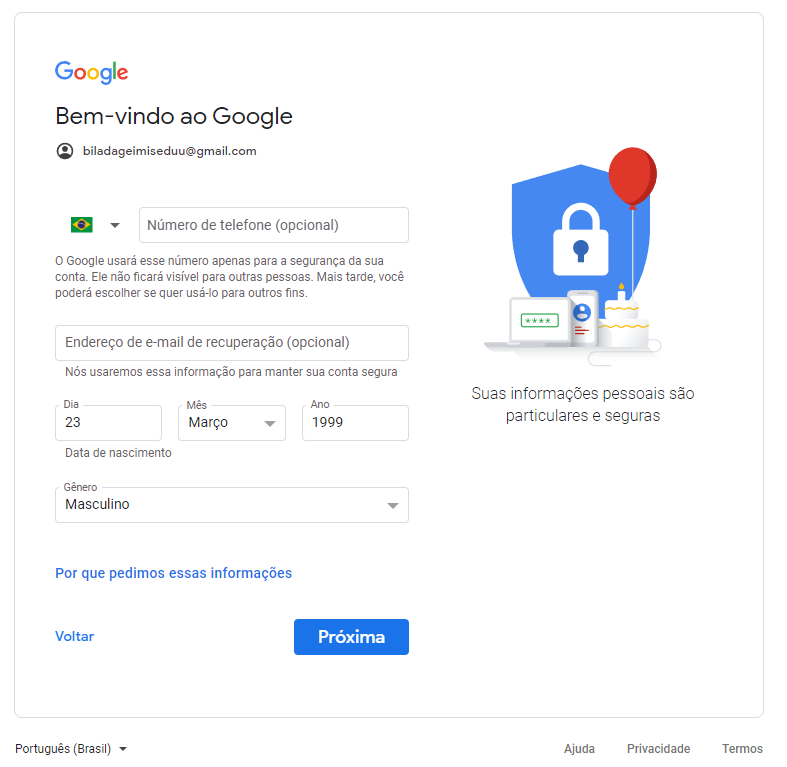 Google
Bem-vindo ao Google
biladageimiseduu@gmail.com
Número de telefone (opcional)
O Google usará esse número apenas para a segurança da sua
conta. Ele não ficará visível para outras pessoas. Mais tarde, você
poderá escolher se quer usá-lo para outros fins.
Endereço de e-mail de recuperação (opcional)
Nós usaremos essa informação para manter sua conta segura
Dia
23
Mês
Março
Ano
1999
Data de nascimento
Gênero
Masculino
Por que pedimos essas informações
Voltar
Próxima
****
Suas informações pessoais são
particulares e seguras
Português (Brasil)
Ajuda
Privacidade
Termos